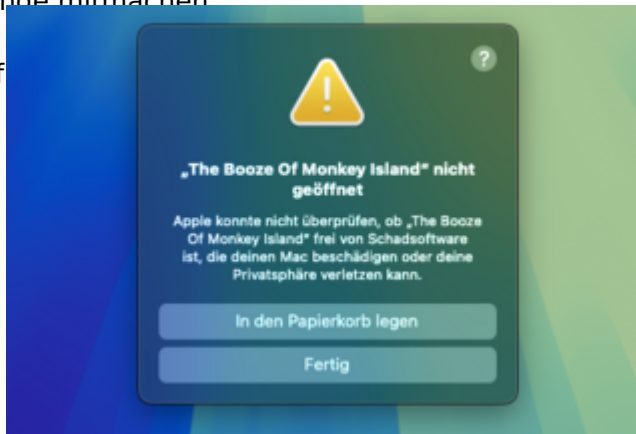 mitmachen
f
?
„The Booze Of Monkey Island“ nicht
geöffnet
Apple konnte nicht überprüfen, ob „The Booze
Of Monkey Island“ frei von Schadsoftware
ist, die deinen Mac beschädigen oder deine
Privatsphäre verletzen kann.
In den Papierkorb legen
Fertig